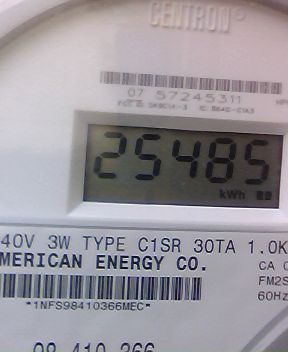 CENTRON®
07 57245311
25485
kWh
40V 3W TYPE C1SR 30TA 1.0K
MERICAN ENERGY CO.
CA 0
FM2S
60Hz
*1NFS98410366MEC*
98 410 366